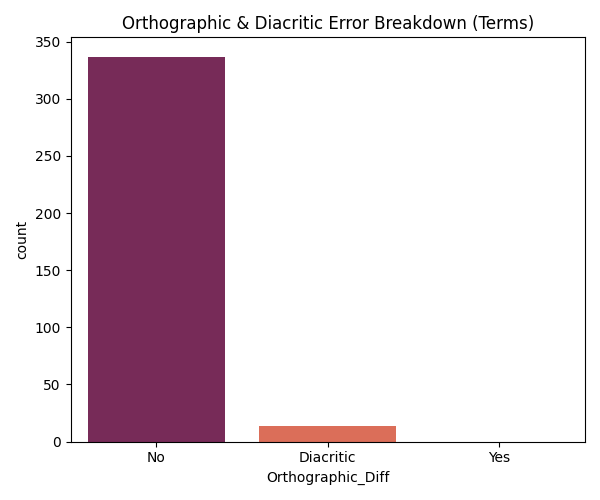 Orthographic & Diacritic Error Breakdown (Terms)
350
300
250
200
150
100
50
0
count
No Diacritic Yes
Orthographic_Diff